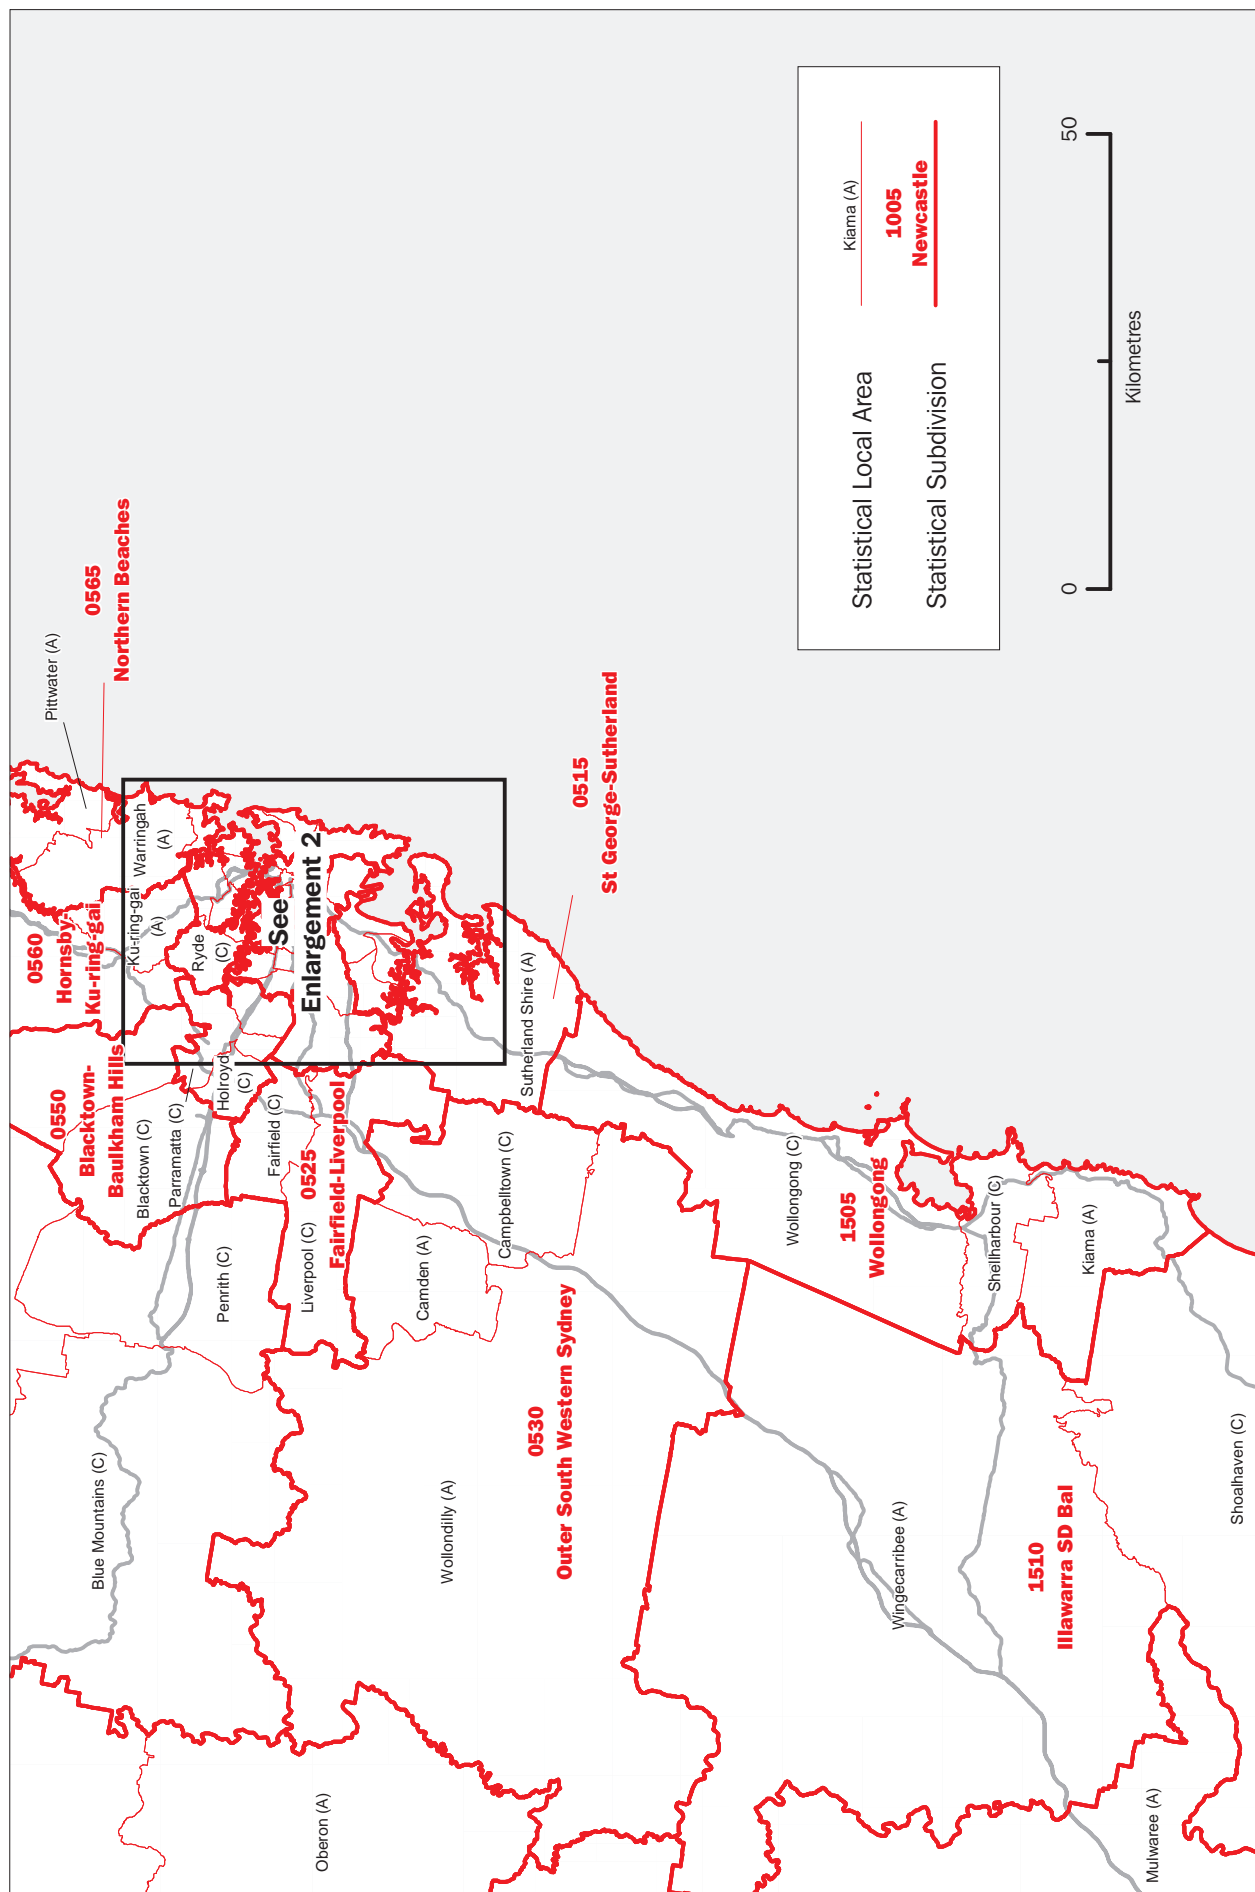 Pittwater (A)
0565
Northern Beaches
0560
Hornsby-
Ku-ring-gai
Ku-ring-gai
(A)
Warringah
(A)
Ryde
(C)
See
Enlargement 2
0550
Blacktown-
Baulkham Hills
Blacktown (C)
Parramatta (C)
Holroyd
(C)
Fairfield (C)
0525
Fairfield-Liverpool
Liverpool (C)
Penrith (C)
Blue Mountains (C)
Camden (A)
Campbelltown (C)
Sutherland Shire (A)
0515
St George-Sutherland
0530
Outer South Western Sydney
Wollondilly (A)
Oberon (A)
Wollongong (C)
1505
Wollongong
Shellharbour (C)
Kiama (A)
Wingecarribee (A)
1510
Illawarra SD Bal
Shoalhaven (C)
Mulwaree (A)
Statistical Local Area
Kiama (A)
Statistical Subdivision
1005
Newcastle
0
50
Kilometres